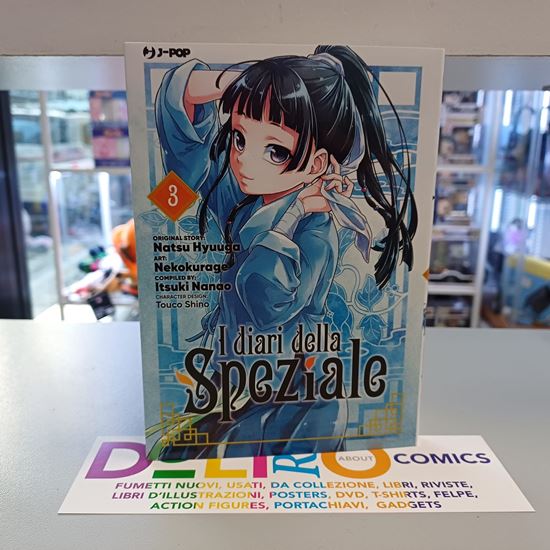 J-POP
3
ORIGINAL STORY:
Natsu Hyuuga
ART:
Nekokurage
COMPILED BY:
Itsuki Nanao
CHARACTER DESIGN:
Touco Shino
I diari della
Speziale
DELIRIO ABOUT COMICS
FUMETTI NUOVI, USATI, DA COLLEZIONE, LIBRI, RIVISTE,
LIBRI D'ILLUSTRAZIONI, POSTERS, DVD, T-SHIRTS, FELPE,
ACTION FIGURES, PORTACHIAVI, GADGETS